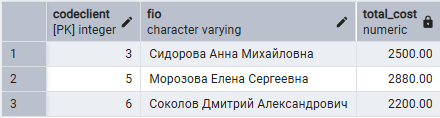 codeclient fio total_cost
[PK] integer character varying numeric
1 3 Сидорова Анна Михайловна 2500.00
2 5 Морозова Елена Сергеевна 2880.00
3 6 Соколов Дмитрий Александрович 2200.00